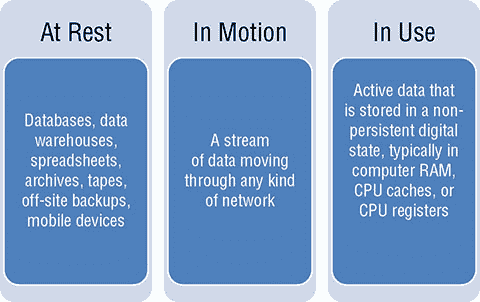 At Rest
Databases, data
warehouses,
spreadsheets,
archives, tapes,
off-site backups,
mobile devices
In Motion
A stream
of data moving
through any kind
of network
In Use
Active data that
is stored in a non-
persistent digital
state, typically in
computer RAM,
CPU caches, or
CPU registers